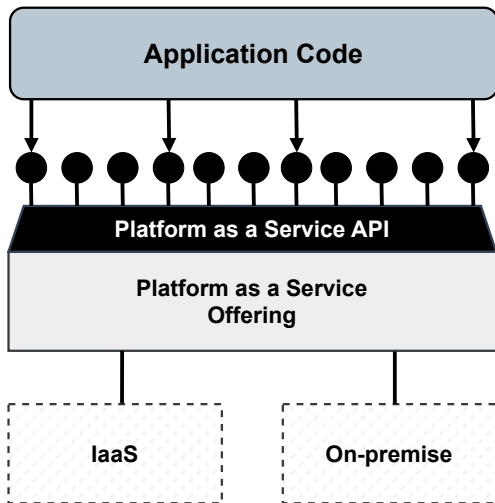 Application Code
Platform as a Service API
Platform as a Service
Offering
IaaS
On-premise